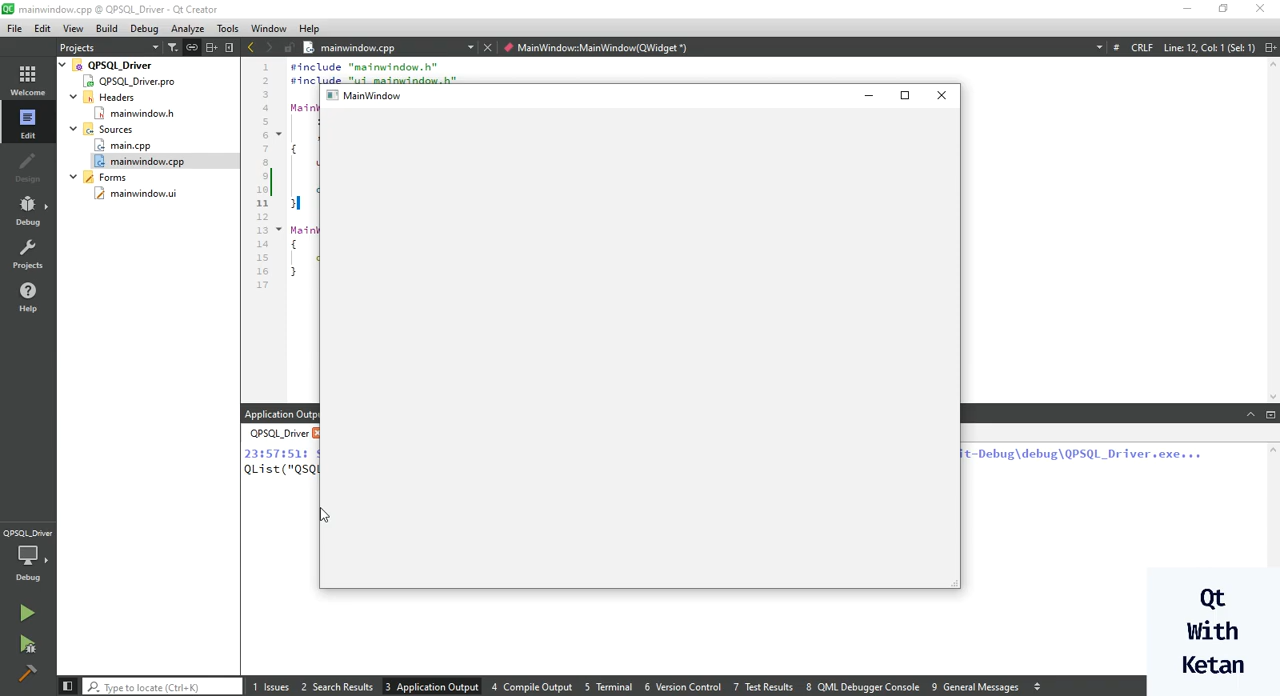 mainwindow.cpp @ QPSQL_Driver - Qt Creator
File Edit View Build Debug Analyze Tools Window Help
Projects mainwindow.cpp MainWindow::MainWindow(QWidget *) # CRLF Line: 12, Col: 1 (Sel: 1)
Welcome
Edit
Design
Debug
Projects
Help
QPSQL_Driver
Debug
QPSQL_Driver
QPSQL_Driver.pro
Headers
mainwindow.h
Sources
main.cpp
mainwindow.cpp
Forms
mainwindow.ui
1 #include "mainwindow.h"
2 #include "ui_mainwindow.h"
3
4
5 :
6
7 {
8
9
10
11 }
12
13
14 {
15
16 }
17
MainWindow
Application Outp
QPSQL_Driver
23:57:51: it-Debug\debug\QPSQL_Driver.exe...
QList("QSQL
Qt
With
Ketan
Type to locate (Ctrl+K) 1 Issues 2 Search Results 3 Application Output 4 Compile Output 5 Terminal 6 Version Control 7 Test Results 8 QML Debugger Console 9 General Messages